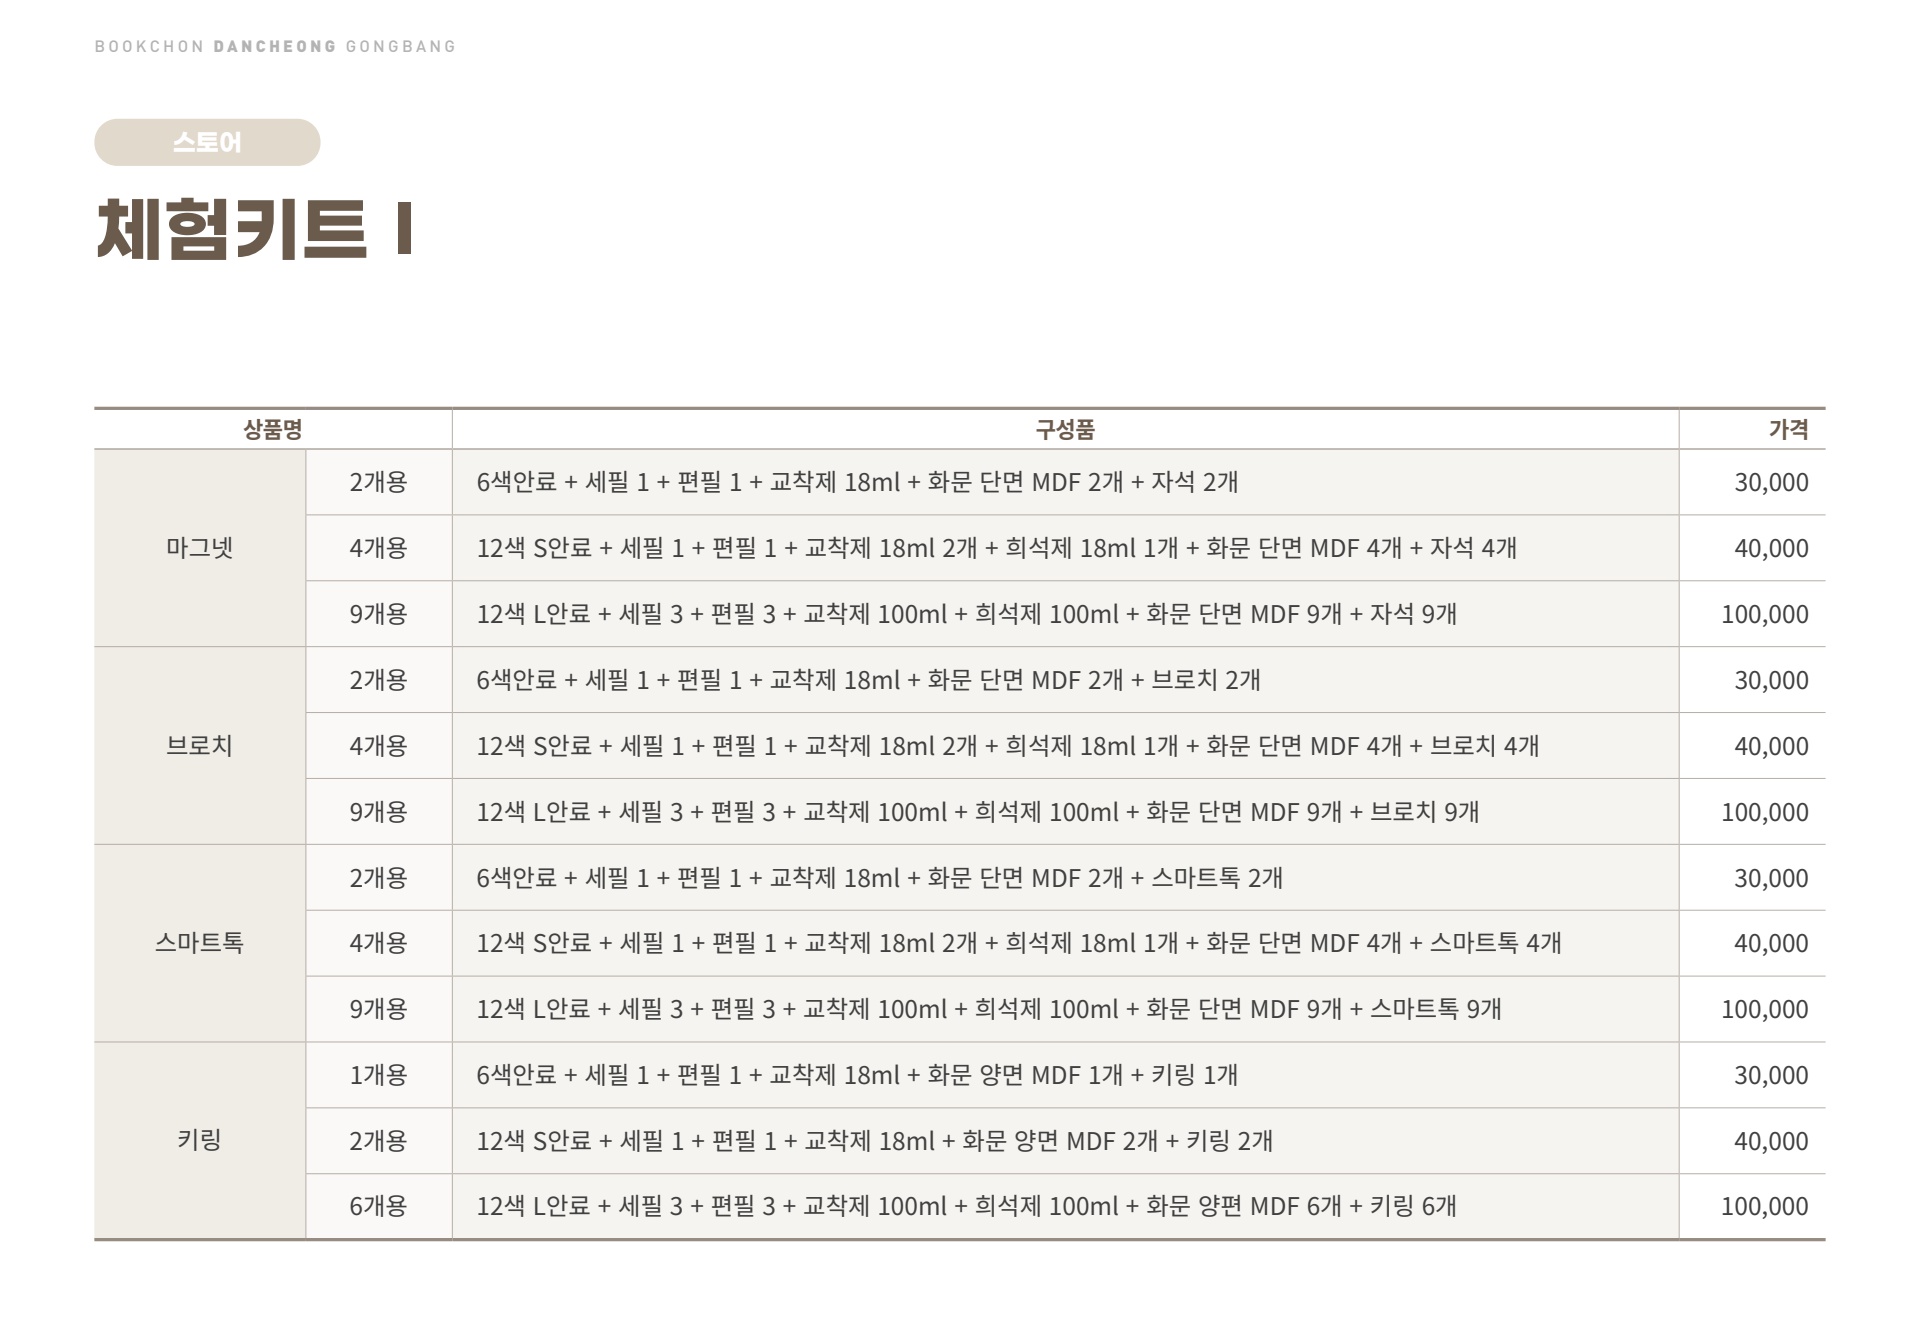 BOOKCHON DANCHEONG GONGBANG
스토어
체험키트 I
상품명 구성품 가격
마그넷
2개용 6색안료 + 세필 1 + 편필 1 + 교착제 18ml + 화문 단면 MDF 2개 + 자석 2개 30,000
4개용 12색 S안료 + 세필 1 + 편필 1 + 교착제 18ml 2개 + 희석제 18ml 1개 + 화문 단면 MDF 4개 + 자석 4개 40,000
9개용 12색 L안료 + 세필 3 + 편필 3 + 교착제 100ml + 희석제 100ml + 화문 단면 MDF 9개 + 자석 9개 100,000
브로치
2개용 6색안료 + 세필 1 + 편필 1 + 교착제 18ml + 화문 단면 MDF 2개 + 브로치 2개 30,000
4개용 12색 S안료 + 세필 1 + 편필 1 + 교착제 18ml 2개 + 희석제 18ml 1개 + 화문 단면 MDF 4개 + 브로치 4개 40,000
9개용 12색 L안료 + 세필 3 + 편필 3 + 교착제 100ml + 희석제 100ml + 화문 단면 MDF 9개 + 브로치 9개 100,000
스마트톡
2개용 6색안료 + 세필 1 + 편필 1 + 교착제 18ml + 화문 단면 MDF 2개 + 스마트톡 2개 30,000
4개용 12색 S안료 + 세필 1 + 편필 1 + 교착제 18ml 2개 + 희석제 18ml 1개 + 화문 단면 MDF 4개 + 스마트톡 4개 40,000
9개용 12색 L안료 + 세필 3 + 편필 3 + 교착제 100ml + 희석제 100ml + 화문 단면 MDF 9개 + 스마트톡 9개 100,000
키링
1개용 6색안료 + 세필 1 + 편필 1 + 교착제 18ml + 화문 양면 MDF 1개 + 키링 1개 30,000
2개용 12색 S안료 + 세필 1 + 편필 1 + 교착제 18ml + 화문 양면 MDF 2개 + 키링 2개 40,000
6개용 12색 L안료 + 세필 3 + 편필 3 + 교착제 100ml + 희석제 100ml + 화문 양편 MDF 6개 + 키링 6개 100,000